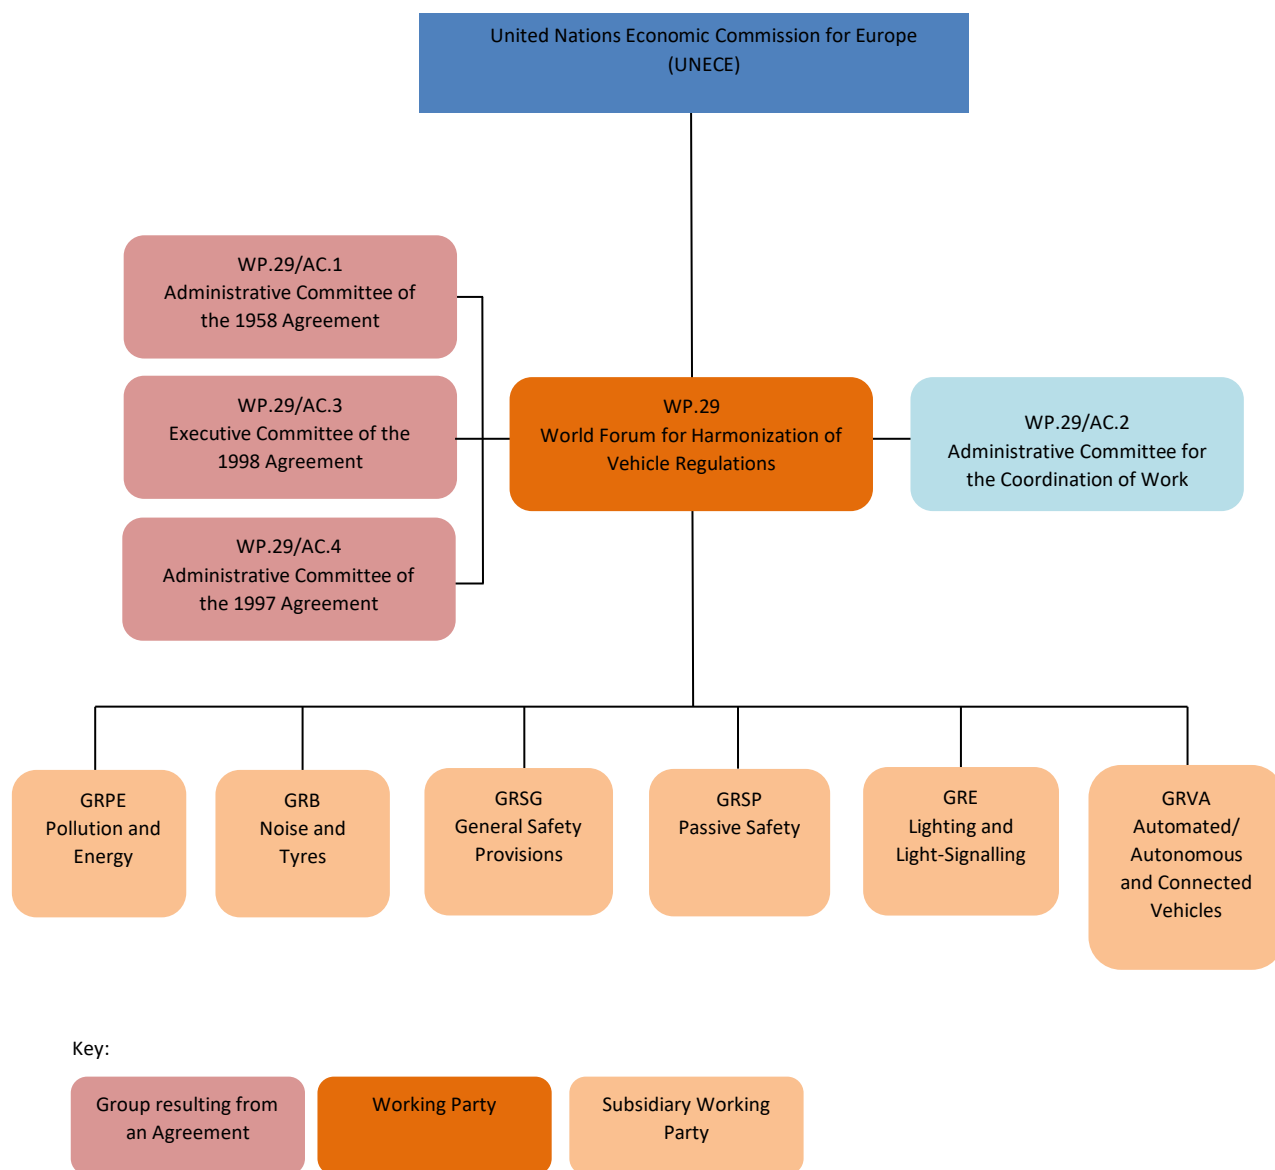 United Nations Economic Commission for Europe
(UNECE)
WP.29/AC.1
Administrative Committee of
the 1958 Agreement
WP.29/AC.3
Executive Committee of the
1998 Agreement
WP.29/AC.4
Administrative Committee of
the 1997 Agreement
WP.29
World Forum for Harmonization of
Vehicle Regulations
WP.29/AC.2
Administrative Committee for
the Coordination of Work
GRPE
Pollution and
Energy
GRB
Noise and
Tyres
GRSG
General Safety
Provisions
GRSP
Passive Safety
GRE
Lighting and
Light-Signalling
GRVA
Automated/
Autonomous
and Connected
Vehicles
Key:
Group resulting from
an Agreement
Working Party
Subsidiary Working
Party